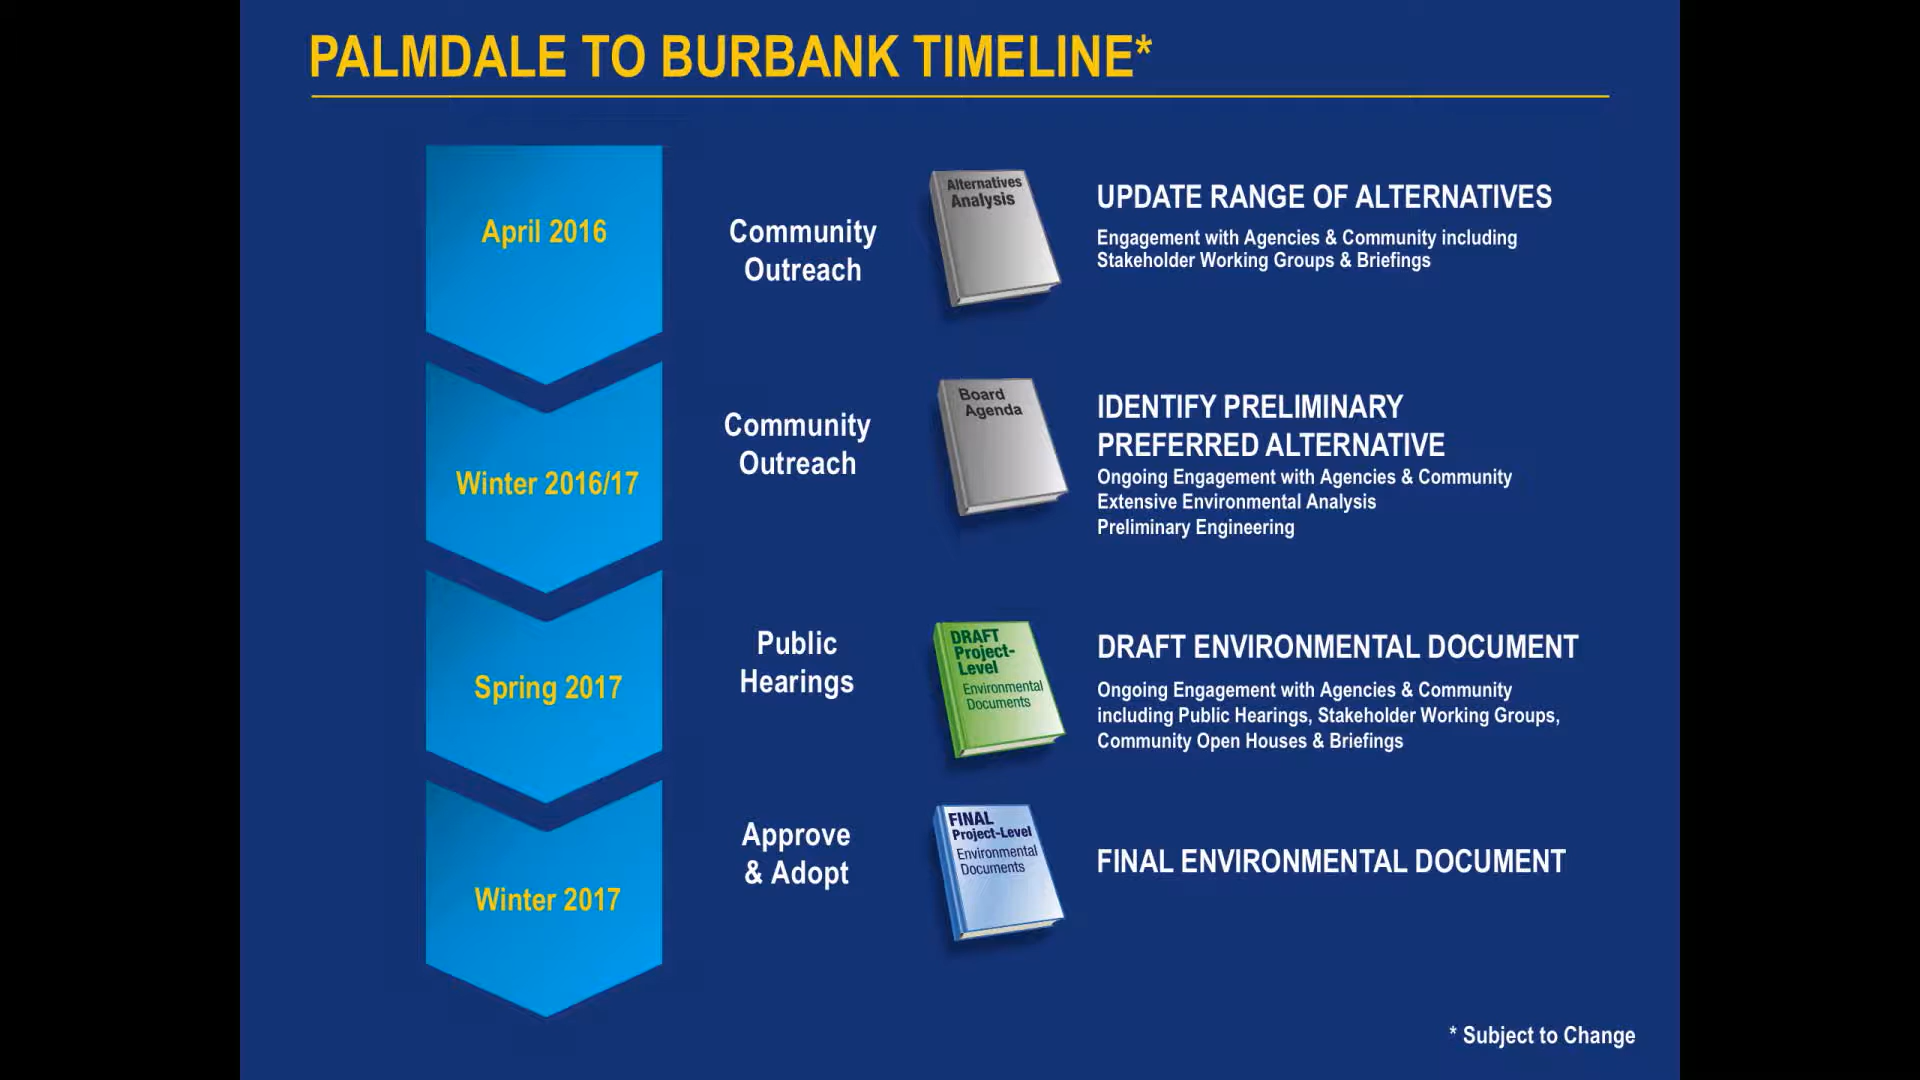 PALMDALE TO BURBANK TIMELINE*
April 2016
Community
Outreach
Alternatives
Analysis
UPDATE RANGE OF ALTERNATIVES
Engagement with Agencies & Community including
Stakeholder Working Groups & Briefings
Winter 2016/17
Community
Outreach
Board
Agenda
IDENTIFY PRELIMINARY
PREFERRED ALTERNATIVE
Ongoing Engagement with Agencies & Community
Extensive Environmental Analysis
Preliminary Engineering
Spring 2017
Public
Hearings
DRAFT
Project-
Level
Environmental
Documents
DRAFT ENVIRONMENTAL DOCUMENT
Ongoing Engagement with Agencies & Community
including Public Hearings, Stakeholder Working Groups,
Community Open Houses & Briefings
Winter 2017
Approve
& Adopt
FINAL
Project-Level
Environmental
Documents
FINAL ENVIRONMENTAL DOCUMENT
* Subject to Change